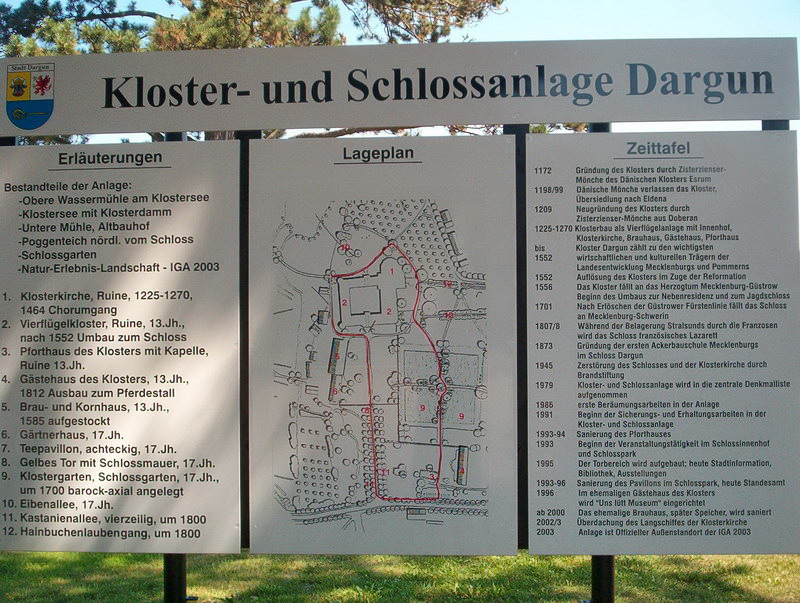 Stadt Dargun
Kloster- und Schlossanlage Dargun
Erläuterungen
Bestandteile der Anlage:
-Obere Wassermühle am Klostersee
-Klostersee mit Klosterdamm
-Untere Mühle, Altbauhof
-Poggenteich nördl. vom Schloss
-Schlossgarten
-Natur-Erlebnis-Landschaft - IGA 2003
1. Klosterkirche, Ruine, 1225-1270,
1464 Chorumgang
2. Vierflügelkloster, Ruine, 13.Jh.,
nach 1552 Umbau zum Schloss
3. Pforthaus des Klosters mit Kapelle,
Ruine 13.Jh.
4. Gästehaus des Klosters, 13.Jh.,
1812 Ausbau zum Pferdestall
5. Brau- und Kornhaus, 13.Jh.,
1585 aufgestockt
6. Gärtnerhaus, 17.Jh.
7. Teepavillon, achteckig, 17.Jh.
8. Gelbes Tor mit Schlossmauer, 17.Jh.
9. Klostergarten, Schlossgarten, 17.Jh.,
um 1700 barock-axial angelegt
10. Eibenallee, 17.Jh.
11. Kastanienallee, vierzeilig, um 1800
12. Hainbuchenlaubengang, um 1800
Lageplan
1
2
2
9
9
Zeittafel
1172 Gründung des Klosters durch Zisterzienser-
Mönche des Dänischen Klosters Esrum
1198/99 Dänische Mönche verlassen das Kloster,
Übersiedlung nach Eldena
1209 Neugründung des Klosters durch
Zisterzienser-Mönche aus Doberan
1225-1270 Klosterbau als Vierflügelanlage mit Innenhof,
Klosterkirche, Brauhaus, Gästehaus, Pforthaus
bis Kloster Dargun zählt zu den wichtigsten
1552 wirtschaftlichen und kulturellen Trägern der
Landesentwicklung Mecklenburgs und Pommerns
1552 Auflösung des Klosters im Zuge der Reformation
1556 Das Kloster fällt an das Herzogtum Mecklenburg-Güstrow
Beginn des Umbaus zur Nebenresidenz und zum Jagdschloss
1701 Nach Erlöschen der Güstrower Fürstenlinie fällt das Schloss
an Mecklenburg-Schwerin
1807/8 Während der Belagerung Stralsunds durch die Franzosen
wird das Schloss französisches Lazarett
1873 Gründung der ersten Ackerbauschule Mecklenburgs
im Schloss Dargun
1945 Zerstörung des Schlosses und der Klosterkirche durch
Brandstiftung
1979 Kloster- und Schlossanlage wird in die zentrale Denkmalliste
aufgenommen
1986 erste Beräumungsarbeiten in der Anlage
1991 Beginn der Sicherungs- und Erhaltungsarbeiten in der
Kloster- und Schlossanlage
1993-94 Sanierung des Pforthauses
1993 Beginn der Veranstaltungstätigkeit im Schlossinnenhof
und Schlosspark
1995 Der Torbereich wird aufgebaut; heute Stadtinformation,
Bibliothek, Ausstellungen
1993-96 Sanierung des Pavillons im Schlosspark, heute Standesamt
1996 Im ehemaligen Gästehaus des Klosters
wird "Uns lütt Museum" eingerichtet
ab 2000 Das ehemalige Brauhaus, später Speicher, wird saniert
2002/3 Überdachung des Langschiffes der Klosterkirche
2003 Anlage ist Offizieller Außenstandort der IGA 2003